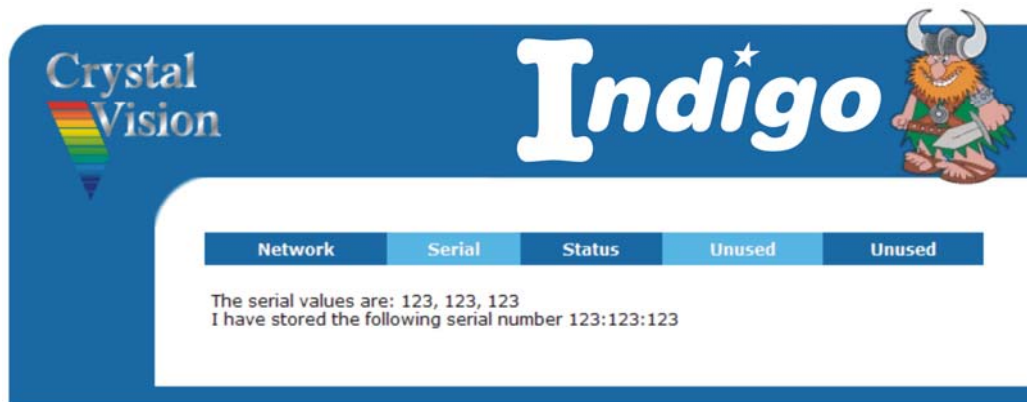 Crystal
Vision
Indigo
Network Serial Status Unused Unused
The serial values are: 123, 123, 123
I have stored the following serial number 123:123:123